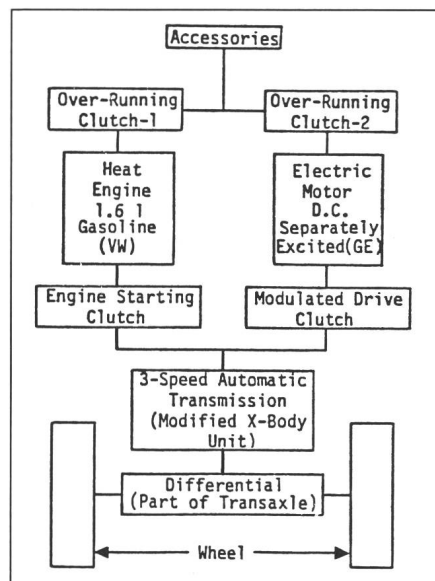 Accessories
Over-Running
Clutch-1
Over-Running
Clutch-2
Heat
Engine
1.6 l
Gasoline
(VW)
Electric
Motor
D.C.
Separately
Excited(GE)
Engine Starting
Clutch
Modulated Drive
Clutch
3-Speed Automatic
Transmission
(Modified X-Body
Unit)
Differential
(Part of Transaxle)
Wheel